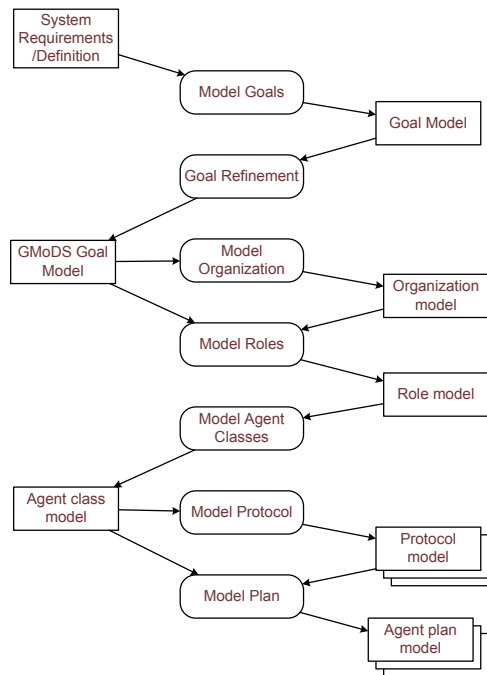 System
Requirements
/Definition
Model Goals
Goal Model
Goal Refinement
GMoDS Goal
Model
Model
Organization
Organization
model
Model Roles
Role model
Model Agent
Classes
Agent class
model
Model Protocol
Protocol
model
Model Plan
Agent plan
model